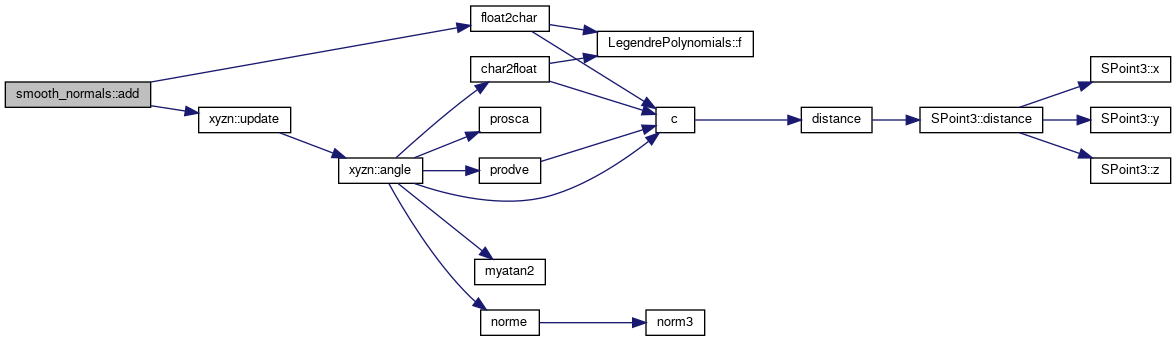 smooth_normals::add
float2char
xyzn::update
LegendrePolynomials::f
char2float
prosca
xyzn::angle
prodve
c
distance
SPoint3::distance
SPoint3::x
SPoint3::y
SPoint3::z
myatan2
norme
norm3